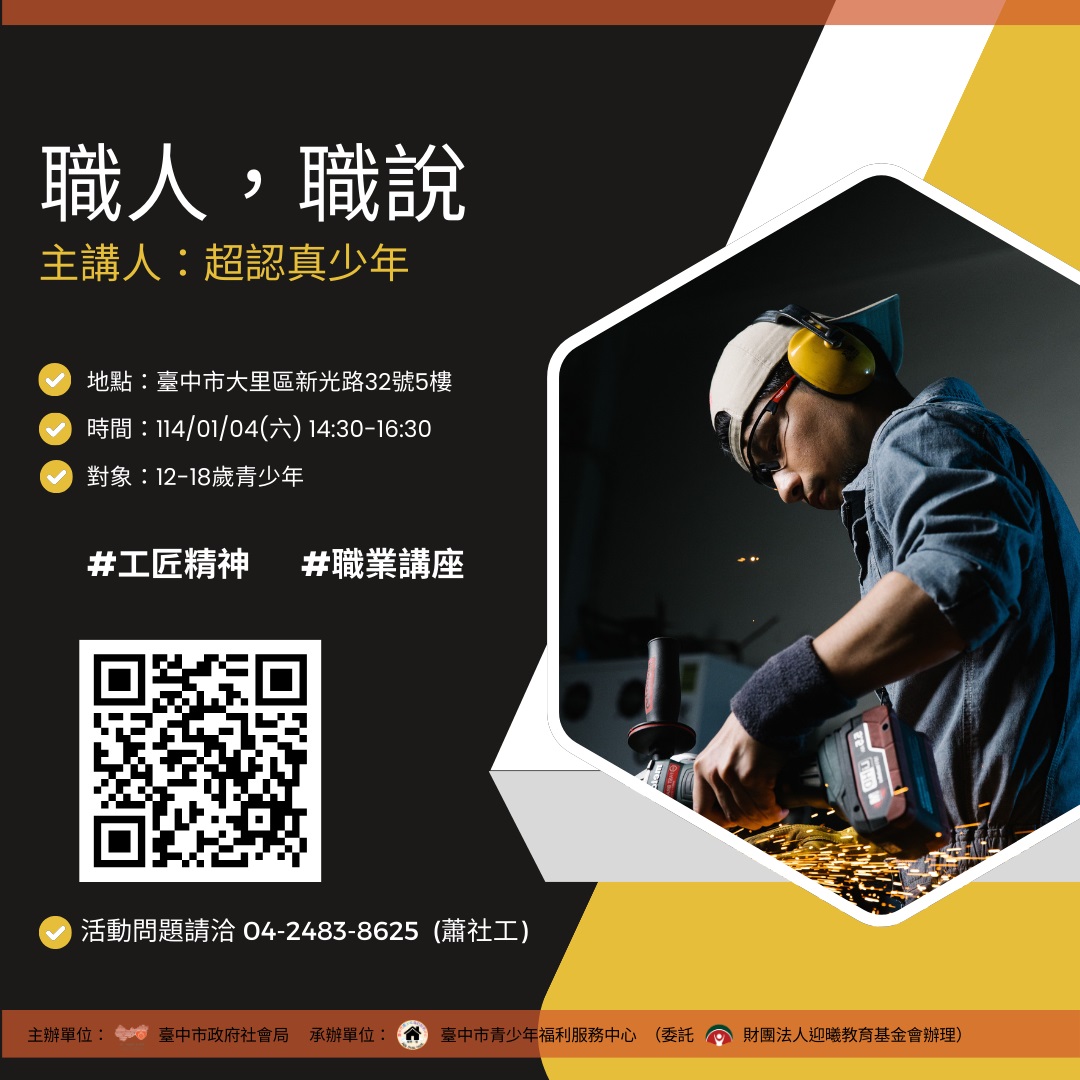 職人，職說
主講人：超認真少年
地點：臺中市大里區新光路32號5樓
時間：114/01/04(六) 14:30-16:30
對象：12-18歲青少年
#工匠精神 #職業講座
活動問題請洽 04-2483-8625 (蕭社工)
主辦單位： 臺中市政府社會局 承辦單位： 臺中市青少年福利服務中心 （委託 財團法人迎曦教育基金會辦理）